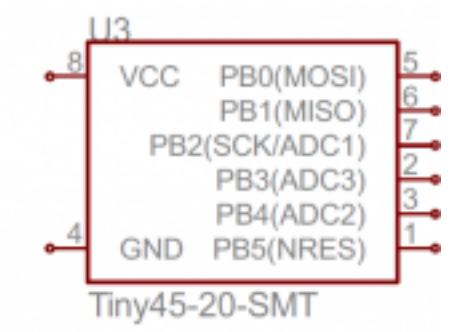 U3
8 VCC PB0(MOSI) 5
PB1(MISO) 6
PB2(SCK/ADC1) 7
PB3(ADC3) 2
PB4(ADC2) 3
4 GND PB5(NRES) 1
Tiny45-20-SMT